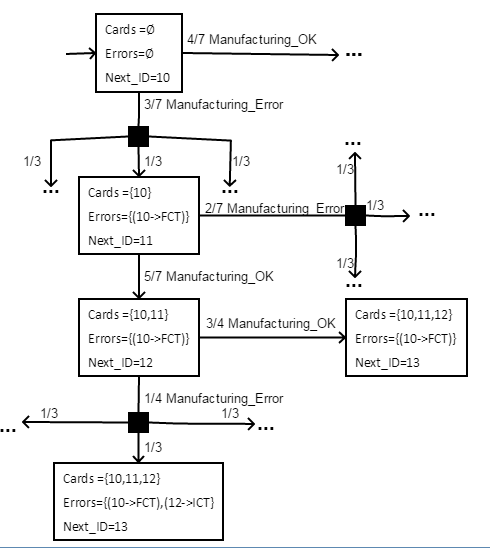 Cards =Ø
Errors=Ø
Next_ID=10
4/7 Manufacturing_OK
...
3/7 Manufacturing_Error
1/3
1/3
1/3
...
...
Cards ={10}
Errors={(10->FCT)}
Next_ID=11
2/7 Manufacturing_Error
...
1/3
1/3
...
1/3
...
5/7 Manufacturing_OK
Cards ={10,11}
Errors={(10->FCT)}
Next_ID=12
3/4 Manufacturing_OK
Cards ={10,11,12}
Errors={(10->FCT)}
Next_ID=13
1/4 Manufacturing_Error
1/3
1/3
...
...
1/3
Cards ={10,11,12}
Errors={(10->FCT),(12->ICT}
Next_ID=13